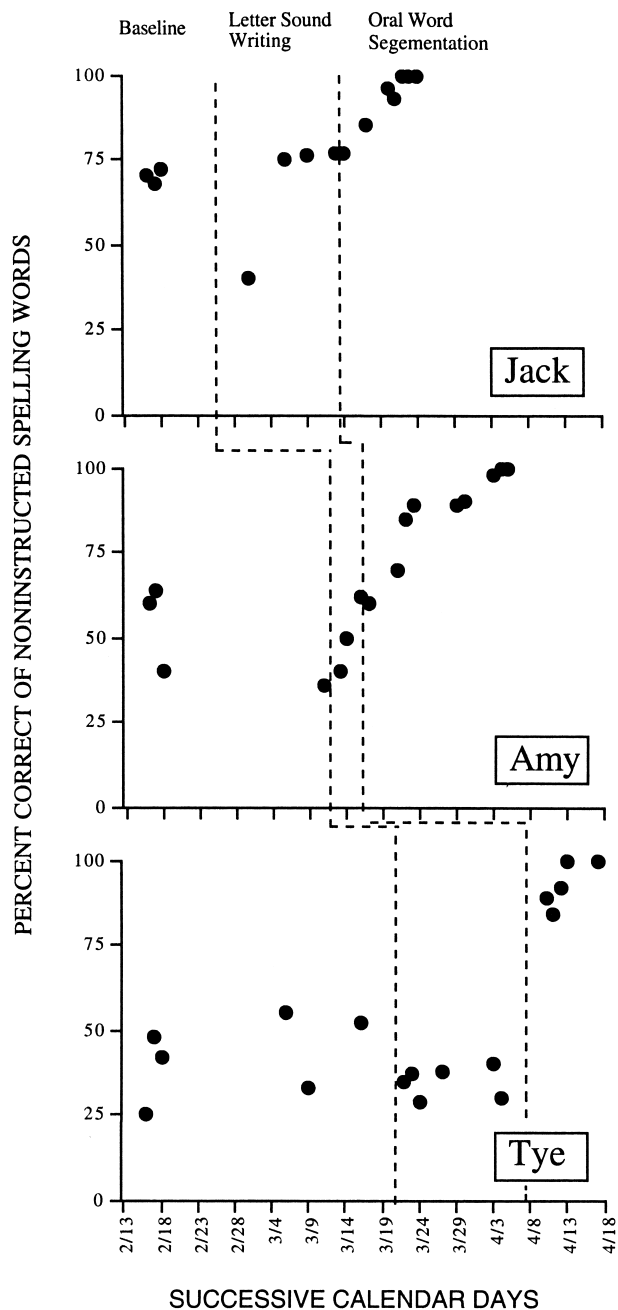 Baseline
Letter Sound
Writing
Oral Word
Segementation
PERCENT CORRECT OF NONINSTRUCTED SPELLING WORDS
100
75
50
25
0
Jack
100
75
50
25
0
Amy
100
75
50
25
0
Tye
2/13
2/18
2/23
2/28
3/4
3/9
3/14
3/19
3/24
3/29
4/3
4/8
4/13
4/18
SUCCESSIVE CALENDAR DAYS